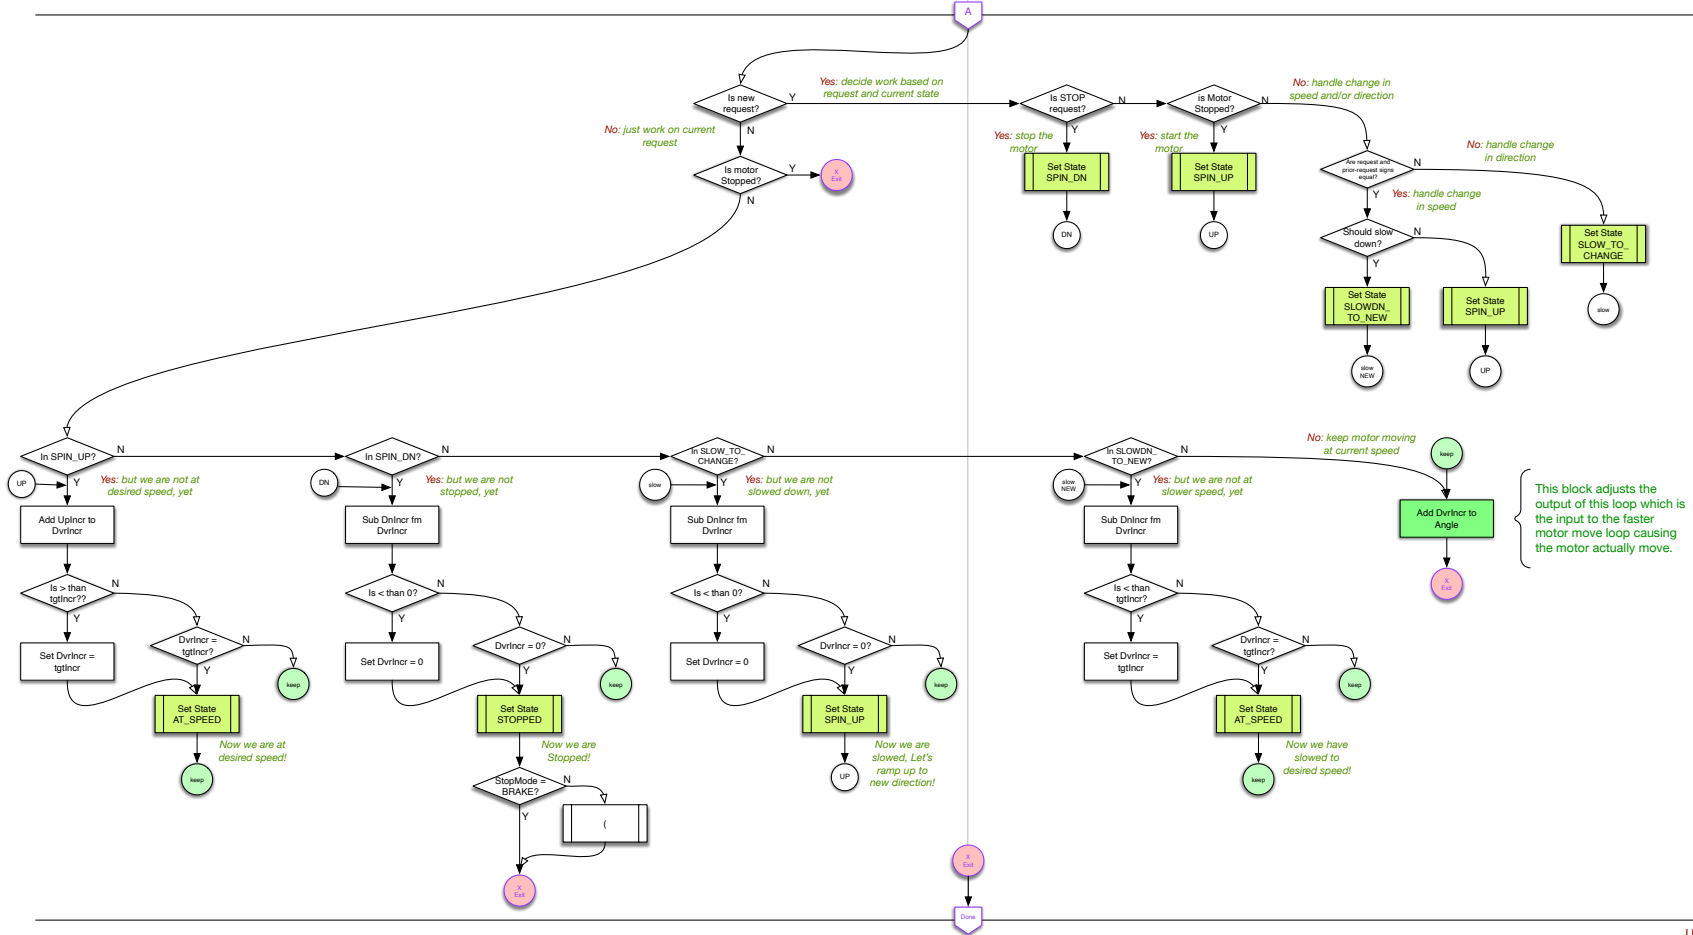 A
Is new
request?
Y
N
Yes: decide work based on
request and current state
No: just work on current
request
Is motor
Stopped?
Y
N
X
Exit
Is STOP
request?
N
Y
Yes: stop the
motor
Set State
SPIN_DN
DN
is Motor
Stopped?
N
Y
Yes: start the
motor
Set State
SPIN_UP
UP
No: handle change in
speed and/or direction
Are request and
prior-request signs
equal?
N
Y
No: handle change
in direction
Yes: handle change
in speed
Should slow
down?
N
Y
Set State
SLOWDN_
TO_NEW
slow
NEW
Set State
SPIN_UP
UP
Set State
SLOW_TO_
CHANGE
slow
In SPIN_UP?
N
Y
UP
Yes: but we are not at
desired speed, yet
Add UpIncr to
DvrIncr
Is > than
tgtIncr??
N
Y
Set DvrIncr =
tgtIncr
DvrIncr =
tgtIncr?
N
Y
keep
Set State
AT_SPEED
Now we are at
desired speed!
keep
In SPIN_DN?
N
Y
DN
Yes: but we are not
stopped, yet
Sub DnIncr fm
DvrIncr
Is < than 0?
N
Y
Set DvrIncr = 0
DvrIncr = 0?
N
Y
keep
Set State
STOPPED
Now we are
Stopped!
StopMode =
BRAKE?
N
Y
(
X
Exit
In SLOW_TO_
CHANGE?
N
Y
slow
Yes: but we are not
slowed down, yet
Sub DnIncr fm
DvrIncr
Is < than 0?
N
Y
Set DvrIncr = 0
DvrIncr = 0?
N
Y
keep
Set State
SPIN_UP
UP
Now we are
slowed, Let's
ramp up to
new direction!
In SLOWDN_
TO_NEW?
N
Y
slow
NEW
Yes: but we are not at
slower speed, yet
Sub DnIncr fm
DvrIncr
Is < than
tgtIncr?
N
Y
Set DvrIncr =
tgtIncr
DvrIncr =
tgtIncr?
N
Y
keep
Set State
AT_SPEED
Now we have
slowed to
desired speed!
keep
No: keep motor moving
at current speed
keep
Add DvrIncr to
Angle
X
Exit
This block adjusts the
output of this loop which is
the input to the faster
motor move loop causing
the motor actually move.
X
Exit
Done